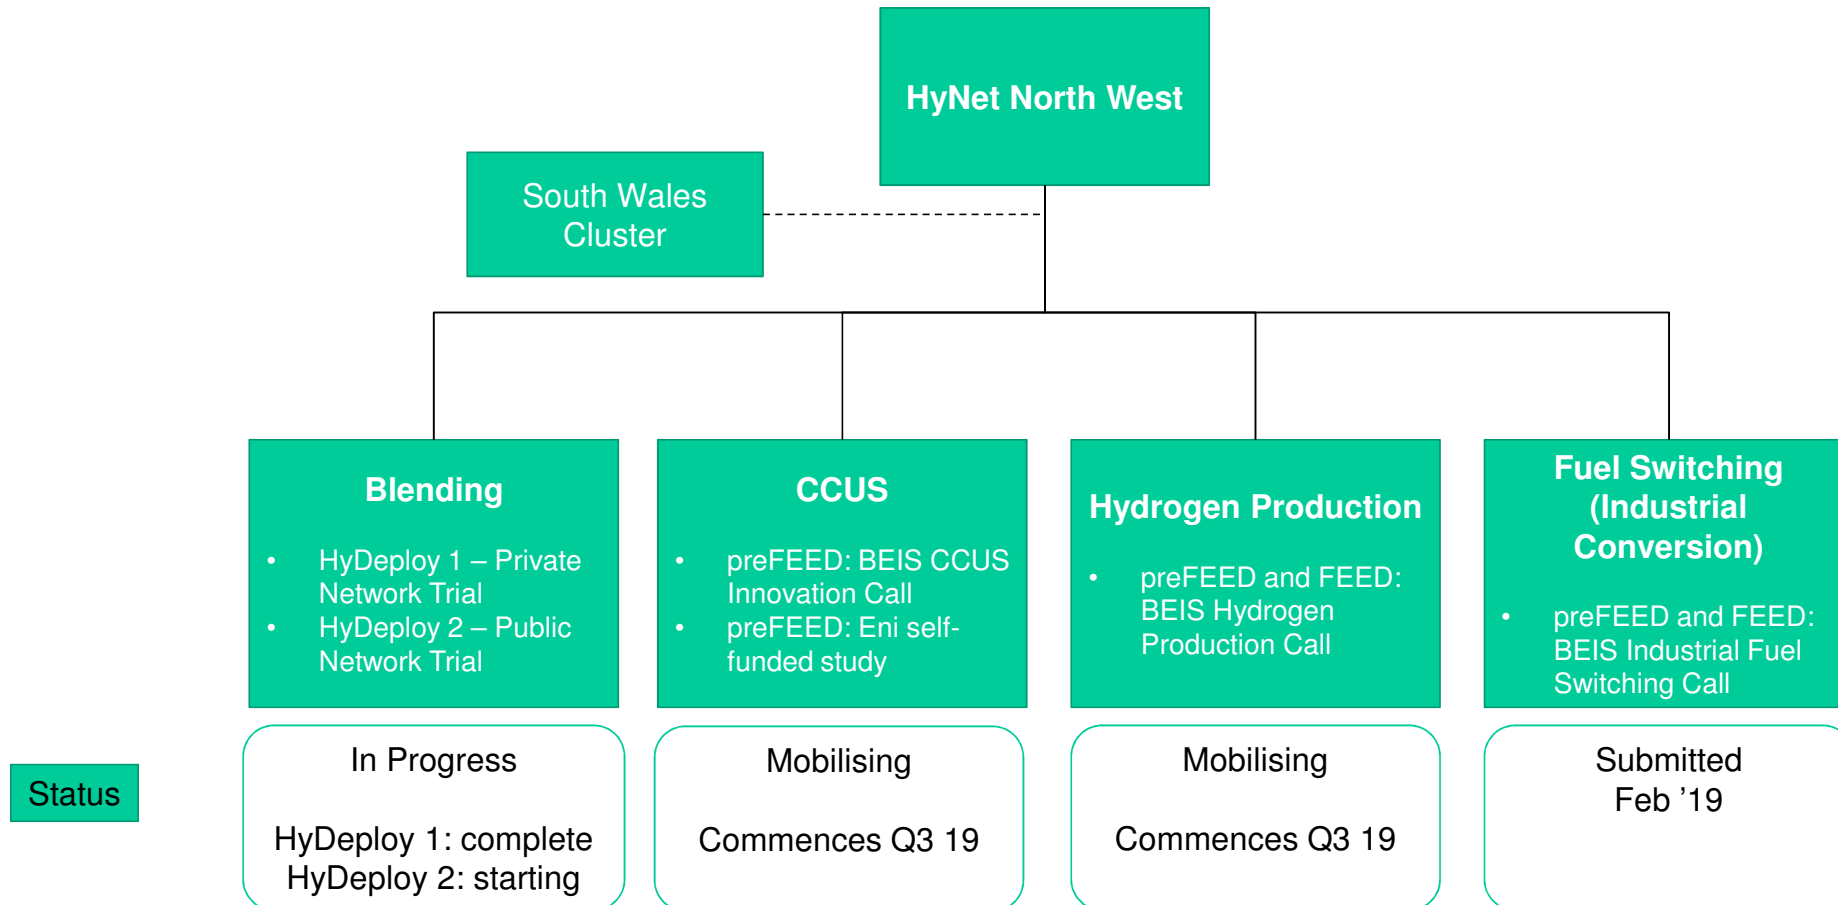 HyNet North West
South Wales
Cluster
Blending
• HyDeploy 1 – Private
Network Trial
• HyDeploy 2 – Public
Network Trial
CCUS
• preFEED: BEIS CCUS
Innovation Call
• preFEED: Eni self-
funded study
Hydrogen Production
• preFEED and FEED:
BEIS Hydrogen
Production Call
Fuel Switching
(Industrial
Conversion)
• preFEED and FEED:
BEIS Industrial Fuel
Switching Call
Status
In Progress
HyDeploy 1: complete
HyDeploy 2: starting
Mobilising
Commences Q3 19
Mobilising
Commences Q3 19
Submitted
Feb ’19